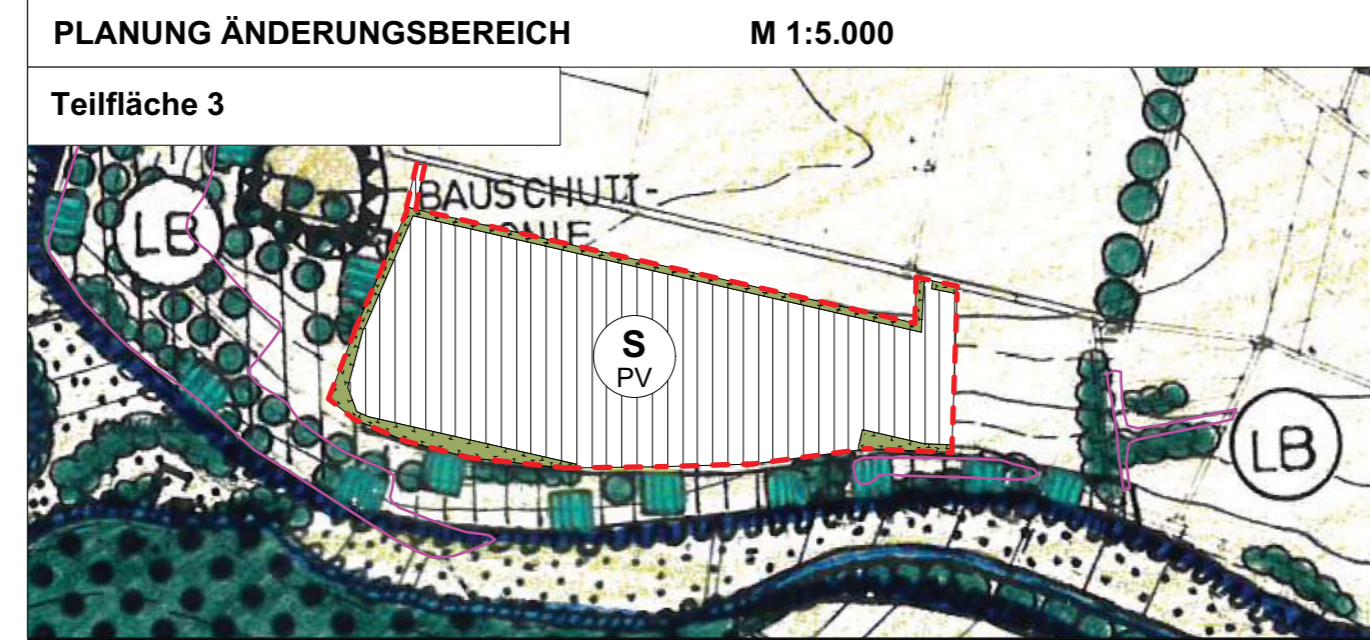 PLANUNG ÄNDERUNGSBEREICH M 1:5.000
Teilfläche 3
BAUSCHUTT-
LB
S
PV
LB